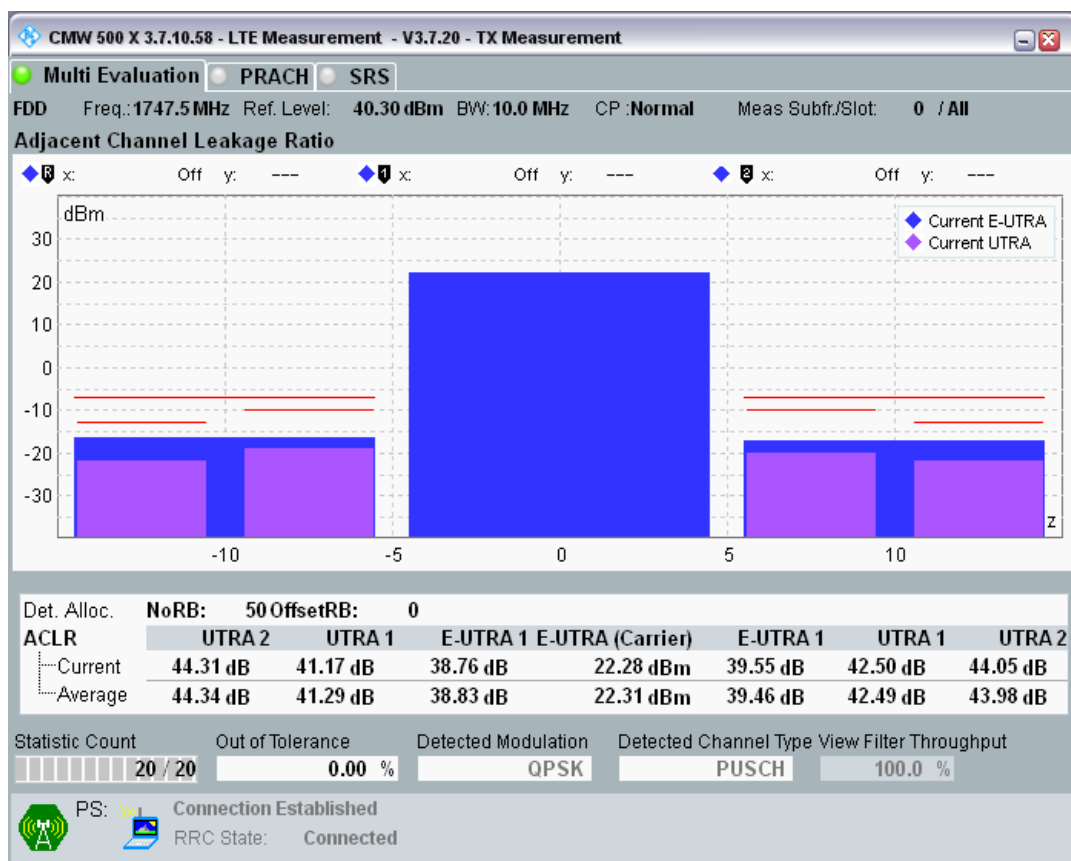 CMW 500 X 3.7.10.58 - LTE Measurement - V3.7.20 - TX Measurement
Multi Evaluation PRACH SRS
FDD Freq.: 1747.5 MHz Ref. Level: 40.30 dBm BW: 10.0 MHz CP :Normal Meas Subfr./Slot: 0 / All
Adjacent Channel Leakage Ratio
R x: Off y: --- 1 x: Off y: --- 2 x: Off y: ---
dBm
Current E-UTRA
Current UTRA
30
20
10
0
-10
-20
-30
z
-10 -5 0 5 10
Det. Alloc. NoRB: 50 OffsetRB: 0
ACLR UTRA 2 UTRA 1 E-UTRA 1 E-UTRA (Carrier) E-UTRA 1 UTRA 1 UTRA 2
Current 44.31 dB 41.17 dB 38.76 dB 22.28 dBm 39.55 dB 42.50 dB 44.05 dB
Average 44.34 dB 41.29 dB 38.83 dB 22.31 dBm 39.46 dB 42.49 dB 43.98 dB
Statistic Count Out of Tolerance Detected Modulation Detected Channel Type View Filter Throughput
20 / 20 0.00 % QPSK PUSCH 100.0 %
PS: Connection Established
RRC State: Connected